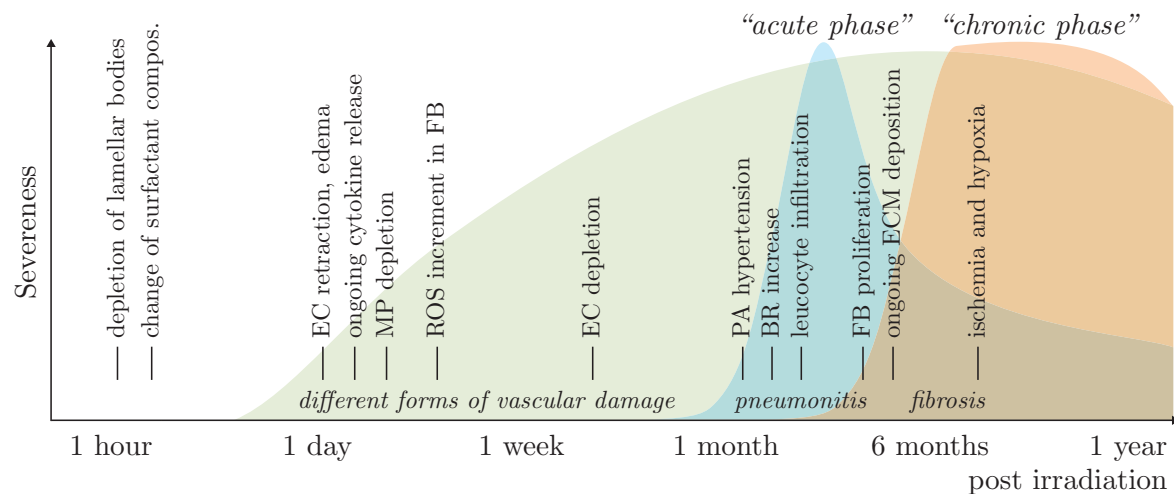 “acute phase”
“chronic phase”
Severeness
depletion of lamellar bodies
change of surfactant compos.
EC retraction, edema
ongoing cytokine release
MP depletion
ROS increment in FB
EC depletion
PA hypertension
BR increase
leucocyte infiltration
FB proliferation
ongoing ECM deposition
ischemia and hypoxia
different forms of vascular damage
pneumonitis
fibrosis
1 hour
1 day
1 week
1 month
6 months
1 year
post irradiation